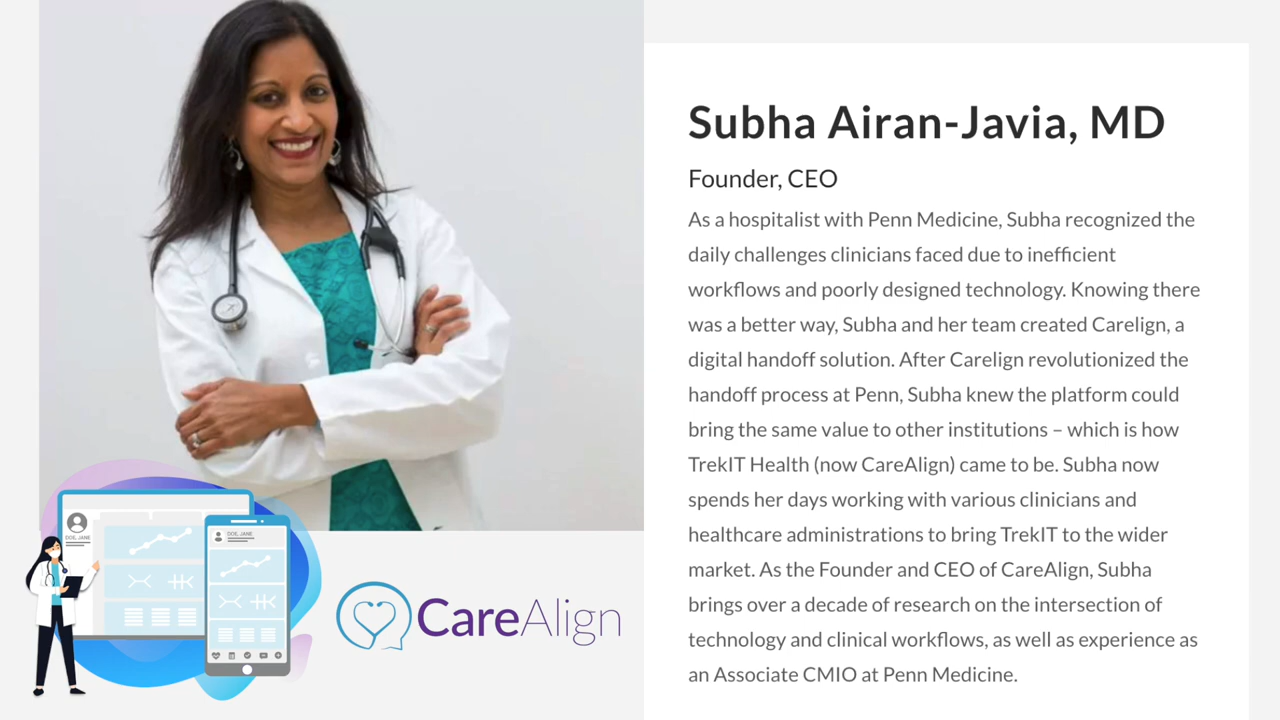 Subha Airan-Javia, MD
Founder, CEO
As a hospitalist with Penn Medicine, Subha recognized the
daily challenges clinicians faced due to inefficient
workflows and poorly designed technology. Knowing there
was a better way, Subha and her team created Carelign, a
digital handoff solution. After Carelign revolutionized the
handoff process at Penn, Subha knew the platform could
bring the same value to other institutions – which is how
TrekIT Health (now CareAlign) came to be. Subha now
spends her days working with various clinicians and
healthcare administrations to bring TrekIT to the wider
market. As the Founder and CEO of CareAlign, Subha
brings over a decade of research on the intersection of
technology and clinical workflows, as well as experience as
an Associate CMIO at Penn Medicine.
DOE, JANE
DOE, JANE
CareAlign